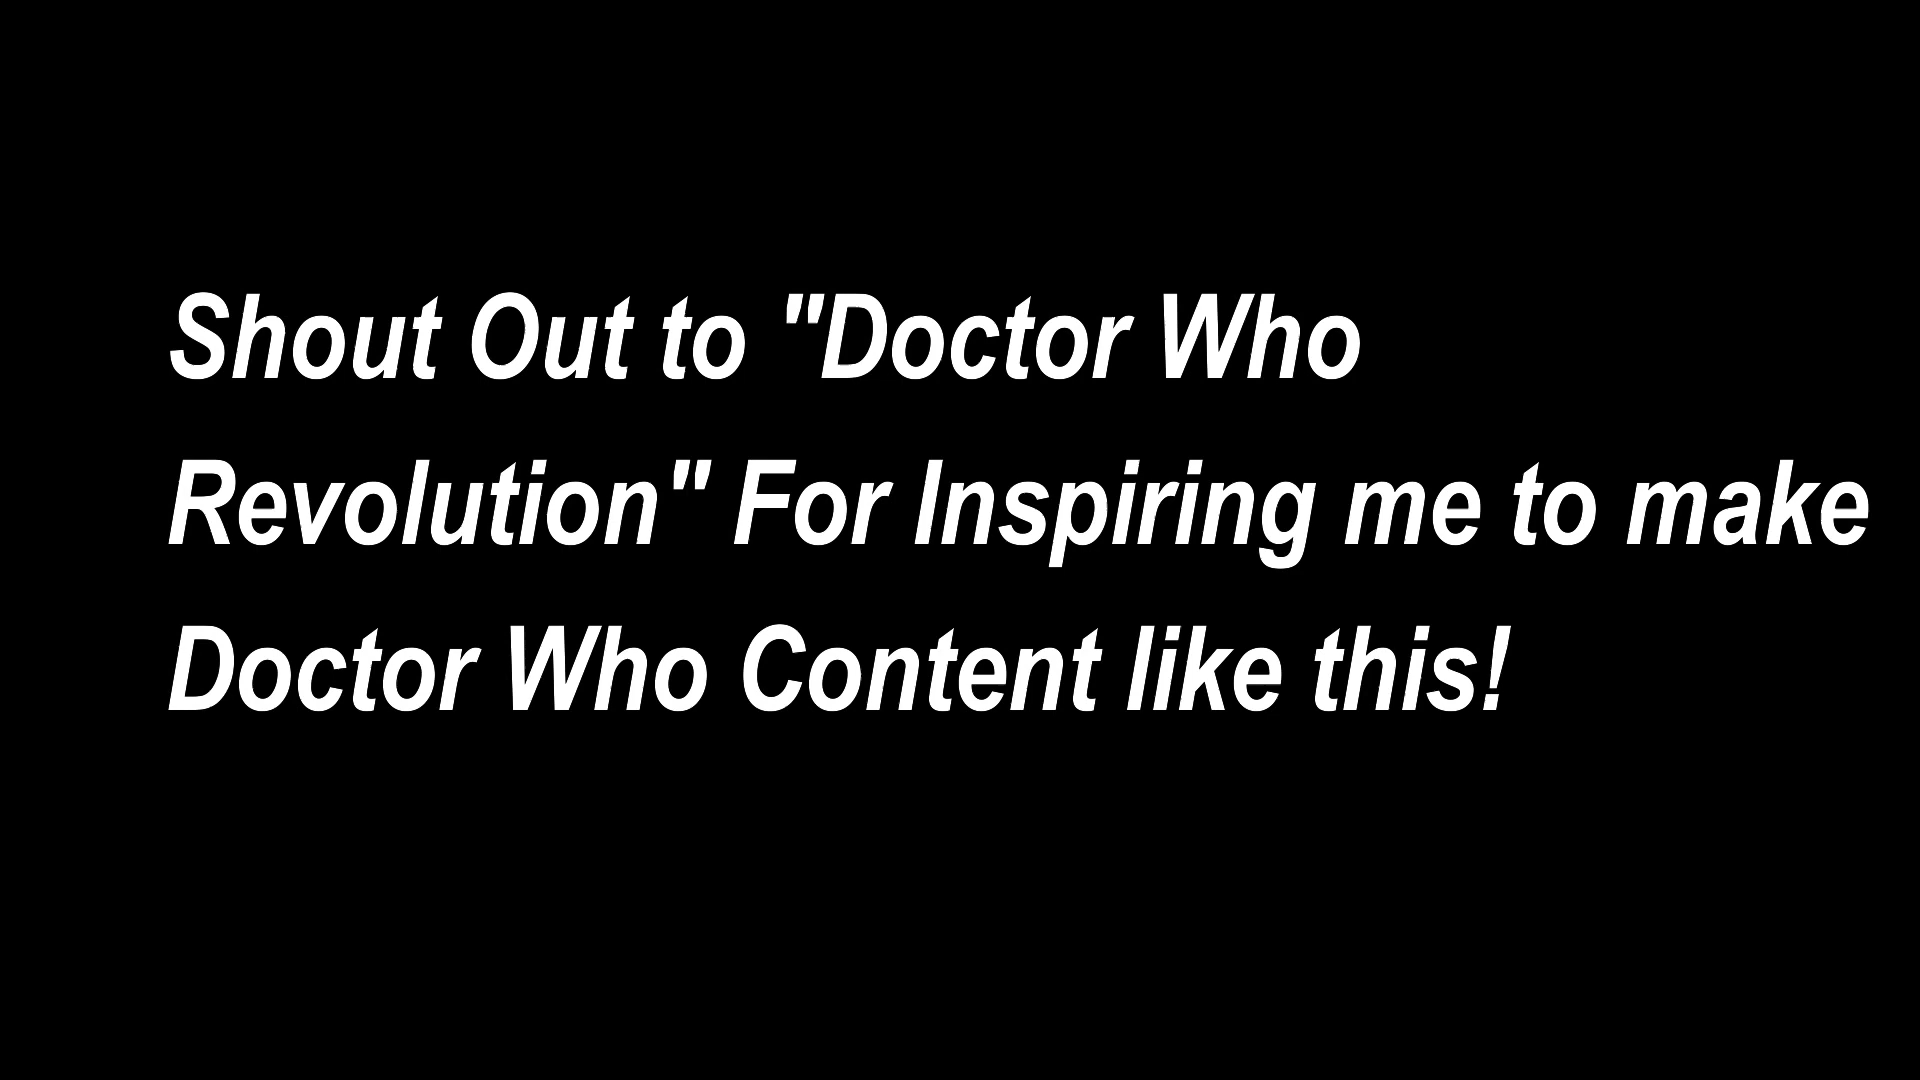 Shout Out to "Doctor Who
Revolution" For Inspiring me to make
Doctor Who Content like this!